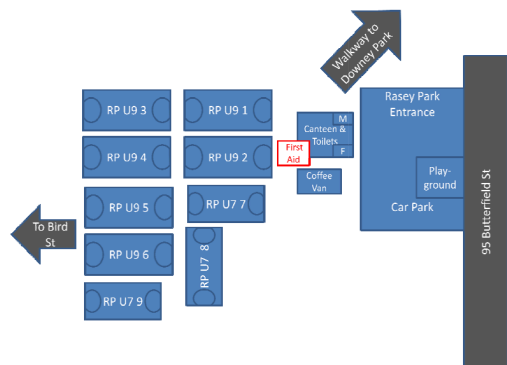 Walkway to
Downey Park
RP U9 3
RP U9 1
Rasey Park
Entrance
M
Canteen &
Toilets
F
First
Aid
RP U9 4
RP U9 2
Coffee
Van
Play-
ground
Car Park
RP U9 5
RP U7 7
To Bird
St
RP U9 6
RP U7 8
RP U7 9
95 Butterfield St